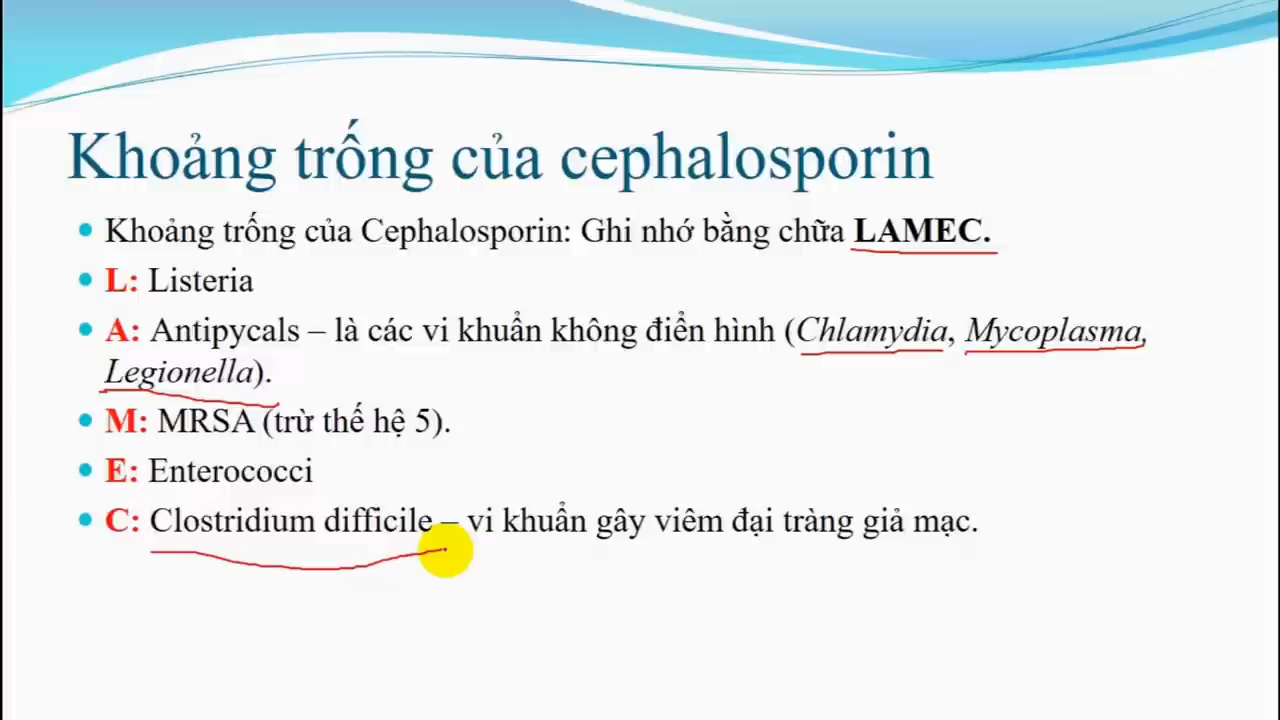 Khoảng trống của cephalosporin
Khoảng trống của Cephalosporin: Ghi nhớ bằng chữa LAMEC.
L: Listeria
A: Antipycals – là các vi khuẩn không điển hình (Chlamydia, Mycoplasma,
Legionella).
M: MRSA (trừ thế hệ 5).
E: Enterococci
C: Clostridium difficile – vi khuẩn gây viêm đại tràng giả mạc.